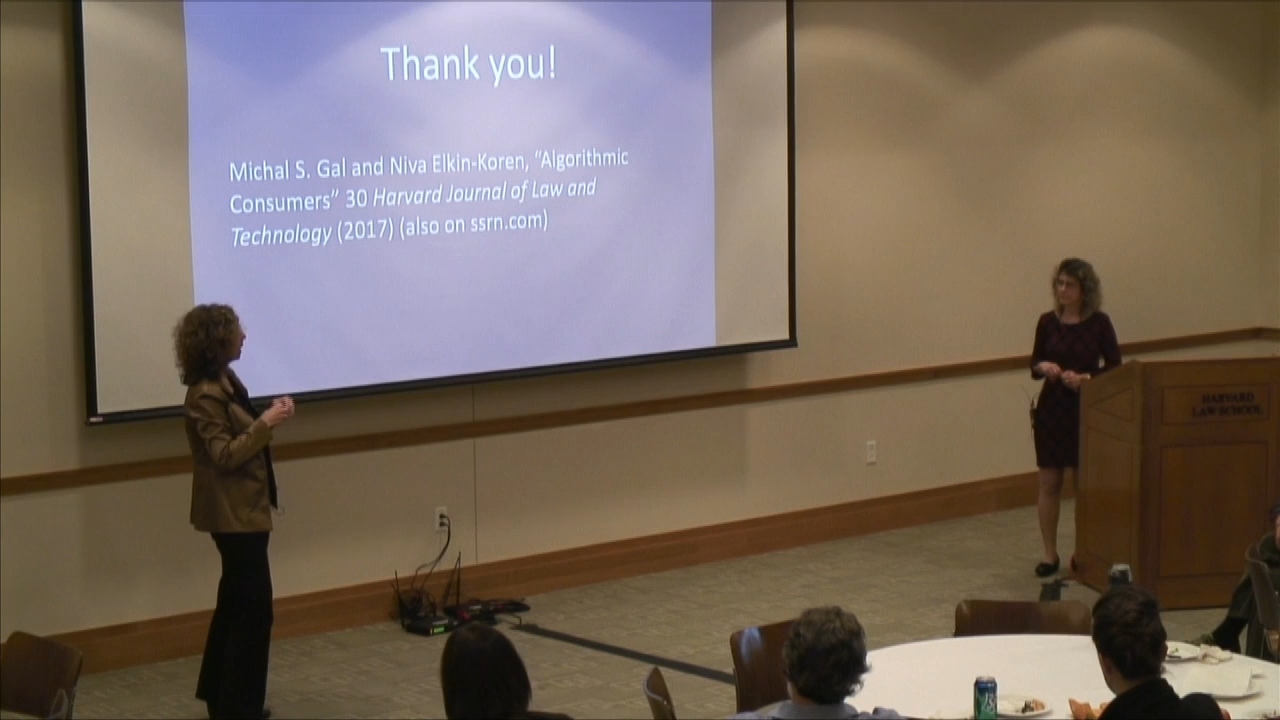 Thank you!
Michal S. Gal and Niva Elkin-Koren, “Algorithmic
Consumers” 30 Harvard Journal of Law and
Technology (2017) (also on ssrn.com)
HARVARD
LAW SCHOOL